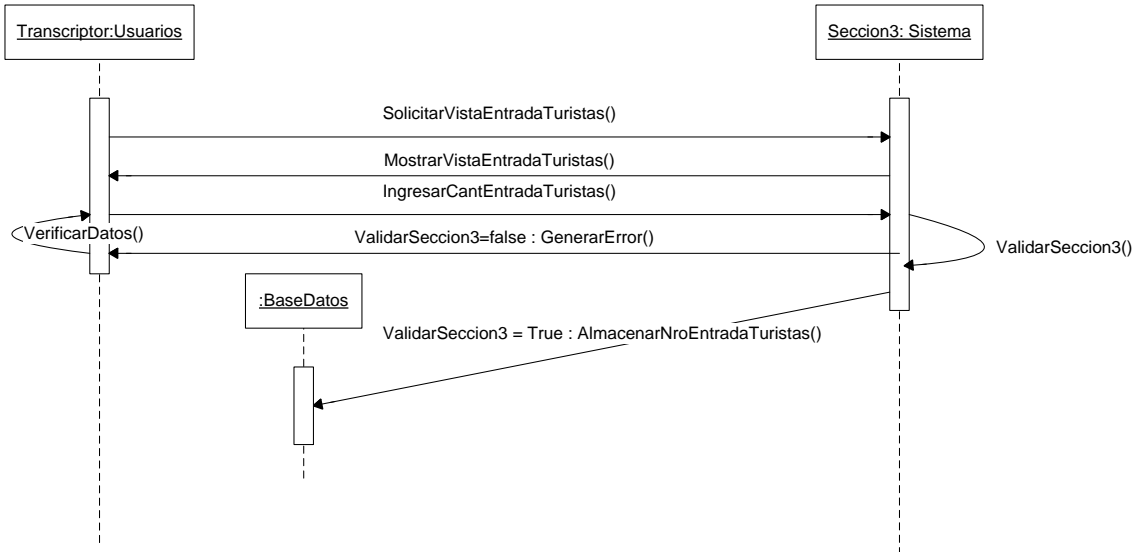 Transcriptor:Usuarios
Seccion3: Sistema
SolicitarVistaEntradaTuristas()
MostrarVistaEntradaTuristas()
IngresarCantEntradaTuristas()
VerificarDatos()
ValidarSeccion3=false : GenerarError()
ValidarSeccion3()
:BaseDatos
ValidarSeccion3 = True : AlmacenarNroEntradaTuristas()